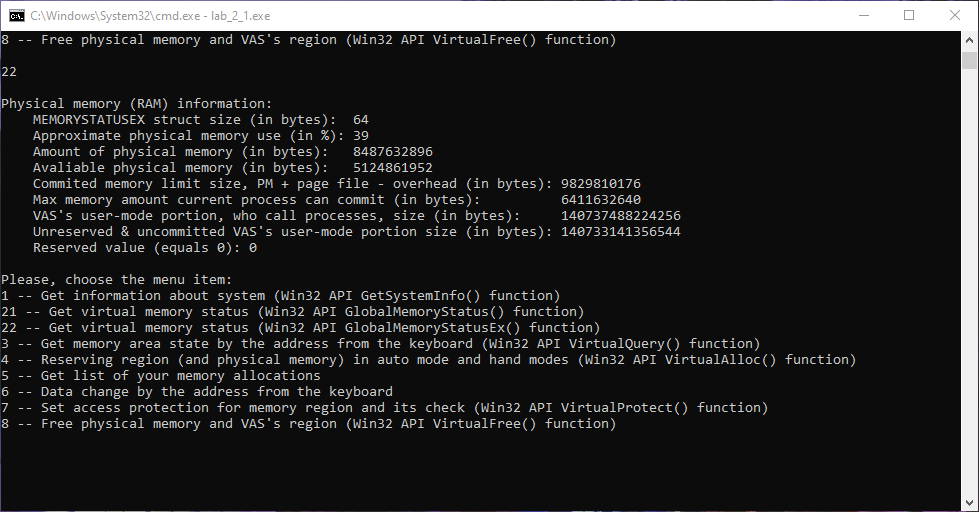 C:\Windows\System32\cmd.exe - lab_2_1.exe
8 -- Free physical memory and VAS's region (Win32 API VirtualFree() function)
22
Physical memory (RAM) information:
MEMORYSTATUSEX struct size (in bytes): 64
Approximate physical memory use (in %): 39
Amount of physical memory (in bytes): 8487632896
Avaliable physical memory (in bytes): 5124861952
Commited memory limit size, PM + page file - overhead (in bytes): 9829810176
Max memory amount current process can commit (in bytes): 6411632640
VAS's user-mode portion, who call processes, size (in bytes): 140737488224256
Unreserved & uncommitted VAS's user-mode portion size (in bytes): 140733141356544
Reserved value (equals 0): 0
Please, choose the menu item:
1 -- Get information about system (Win32 API GetSystemInfo() function)
21 -- Get virtual memory status (Win32 API GlobalMemoryStatus() function)
22 -- Get virtual memory status (Win32 API GlobalMemoryStatusEx() function)
3 -- Get memory area state by the address from the keyboard (Win32 API VirtualQuery() function)
4 -- Reserving region (and physical memory) in auto mode and hand modes (Win32 API VirtualAlloc() function)
5 -- Get list of your memory allocations
6 -- Data change by the address from the keyboard
7 -- Set access protection for memory region and its check (Win32 API VirtualProtect() function)
8 -- Free physical memory and VAS's region (Win32 API VirtualFree() function)